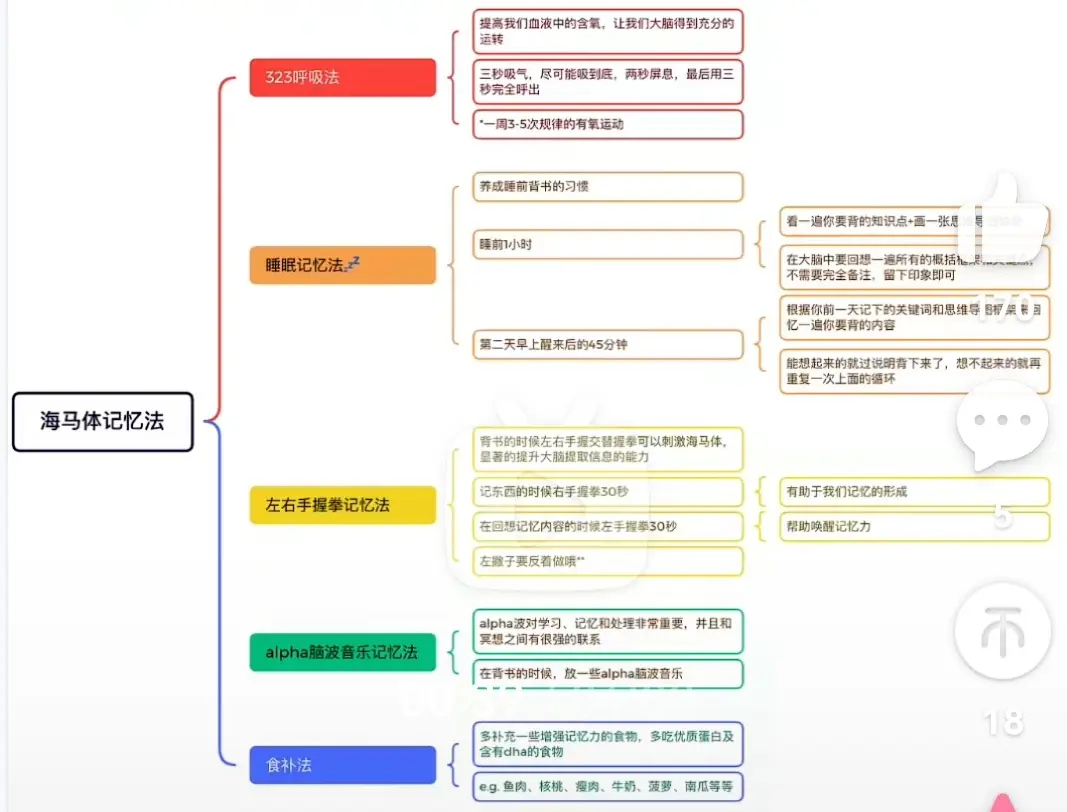 海马体记忆法
323呼吸法
提高我们血液中的含氧，让我们大脑得到充分的
运转
三秒吸气，尽可能吸到底，两秒屏息，最后用三
秒完全呼出
*一周3-5次规律的有氧运动
睡眠记忆法💤
养成睡前背书的习惯
睡前1小时
看一遍你要背的知识点+画一张思
在大脑中要回想一遍所有的概括框架和关键点，
不需要完全备注，留下印象即可
第二天早上醒来后的45分钟
根据你前一天记下的关键词和思维导图框架来回
忆一遍你要背的内容
能想起来的就过说明背下来了，想不起来的就再
重复一次上面的循环
左右手握拳记忆法
背书的时候左右手握交替握拳可以刺激海马体，
显著的提升大脑提取信息的能力
记东西的时候右手握拳30秒
有助于我们记忆的形成
在回想记忆内容的时候左手握拳30秒
帮助唤醒记忆力
左撇子要反着做哦**
alpha脑波音乐记忆法
alpha波对学习、记忆和处理非常重要，并且和
冥想之间有很强的联系
在背书的时候，放一些alpha脑波音乐
食补法
多补充一些增强记忆力的食物，多吃优质蛋白及
含有dha的食物
e.g. 鱼肉、核桃、瘦肉、牛奶、菠萝、南瓜等等
170
5
18